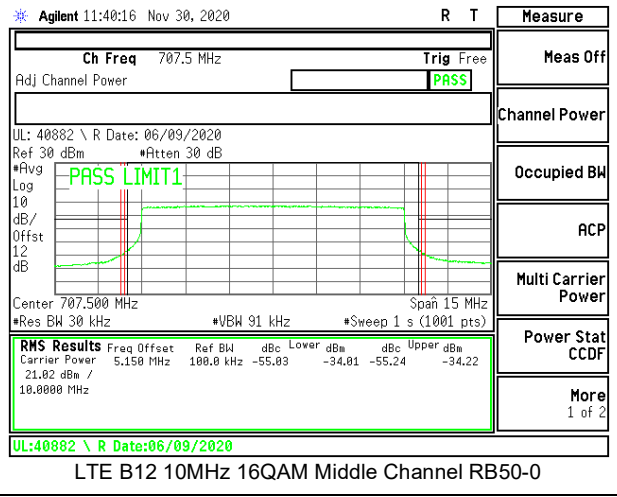 Agilent 11:40:16 Nov 30, 2020 R T
Measure
Ch Freq 707.5 MHz Trig Free
Meas Off
Adj Channel Power PASS
Channel Power
UL: 40882 \ R Date: 06/09/2020
Ref 30 dBm #Atten 30 dB
#Avg
Log
10
dB/
Offst
12
dB
PASS LIMIT1
Occupied BW
ACP
Center 707.500 MHz Span 15 MHz
#Res BW 30 kHz #VBW 91 kHz #Sweep 1 s (1001 pts)
Multi Carrier
Power
RMS Results Freq Offset Ref BW dBc Lower dBm dBc Upper dBm
Carrier Power 5.150 MHz 100.0 kHz -55.03 -34.01 -55.24 -34.22
21.02 dBm /
10.0000 MHz
Power Stat
CCDF
More
1 of 2
UL:40882 \ R Date:06/09/2020
LTE B12 10MHz 16QAM Middle Channel RB50-0